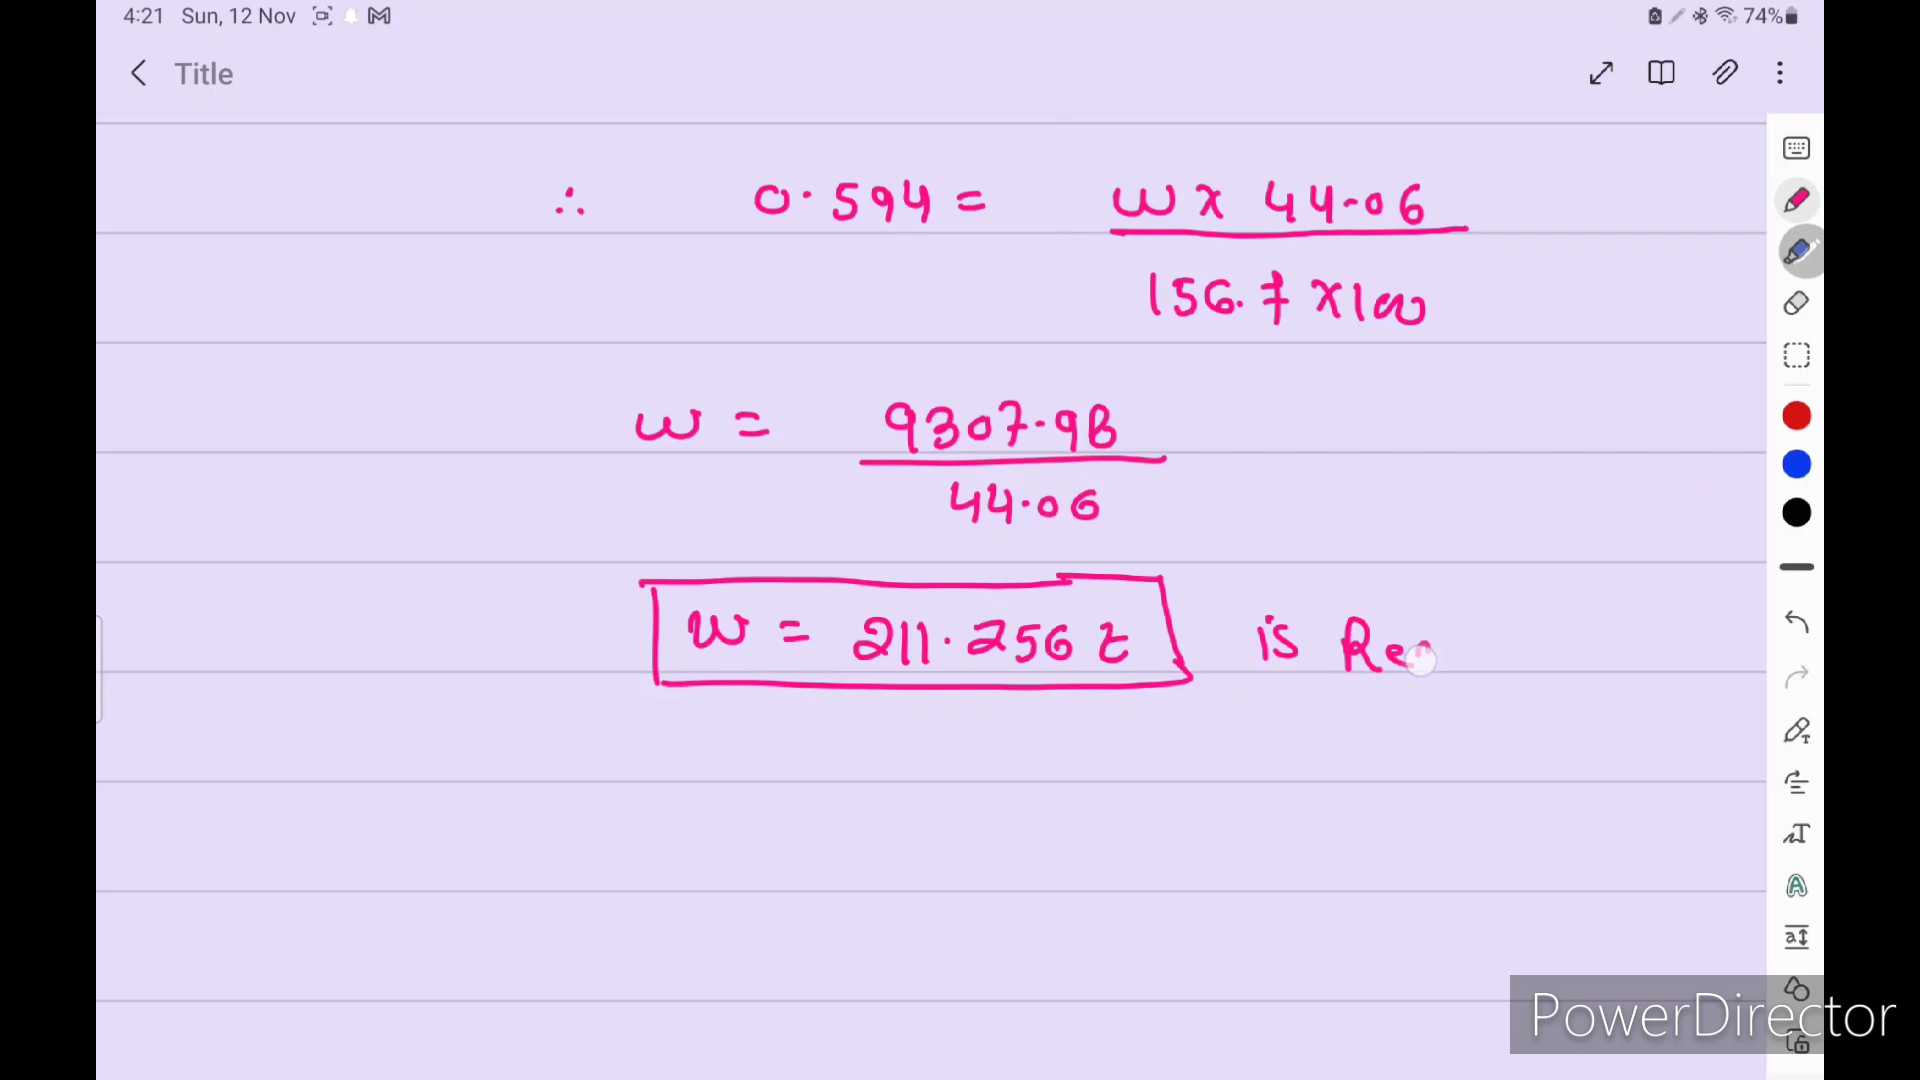 4:21 Sun, 12 Nov 74%
Title
∴ 0.594 = W x 44.06
156.7 x 100
W = 9307.98
44.06
W = 211.256 t is Rer
PowerDirector